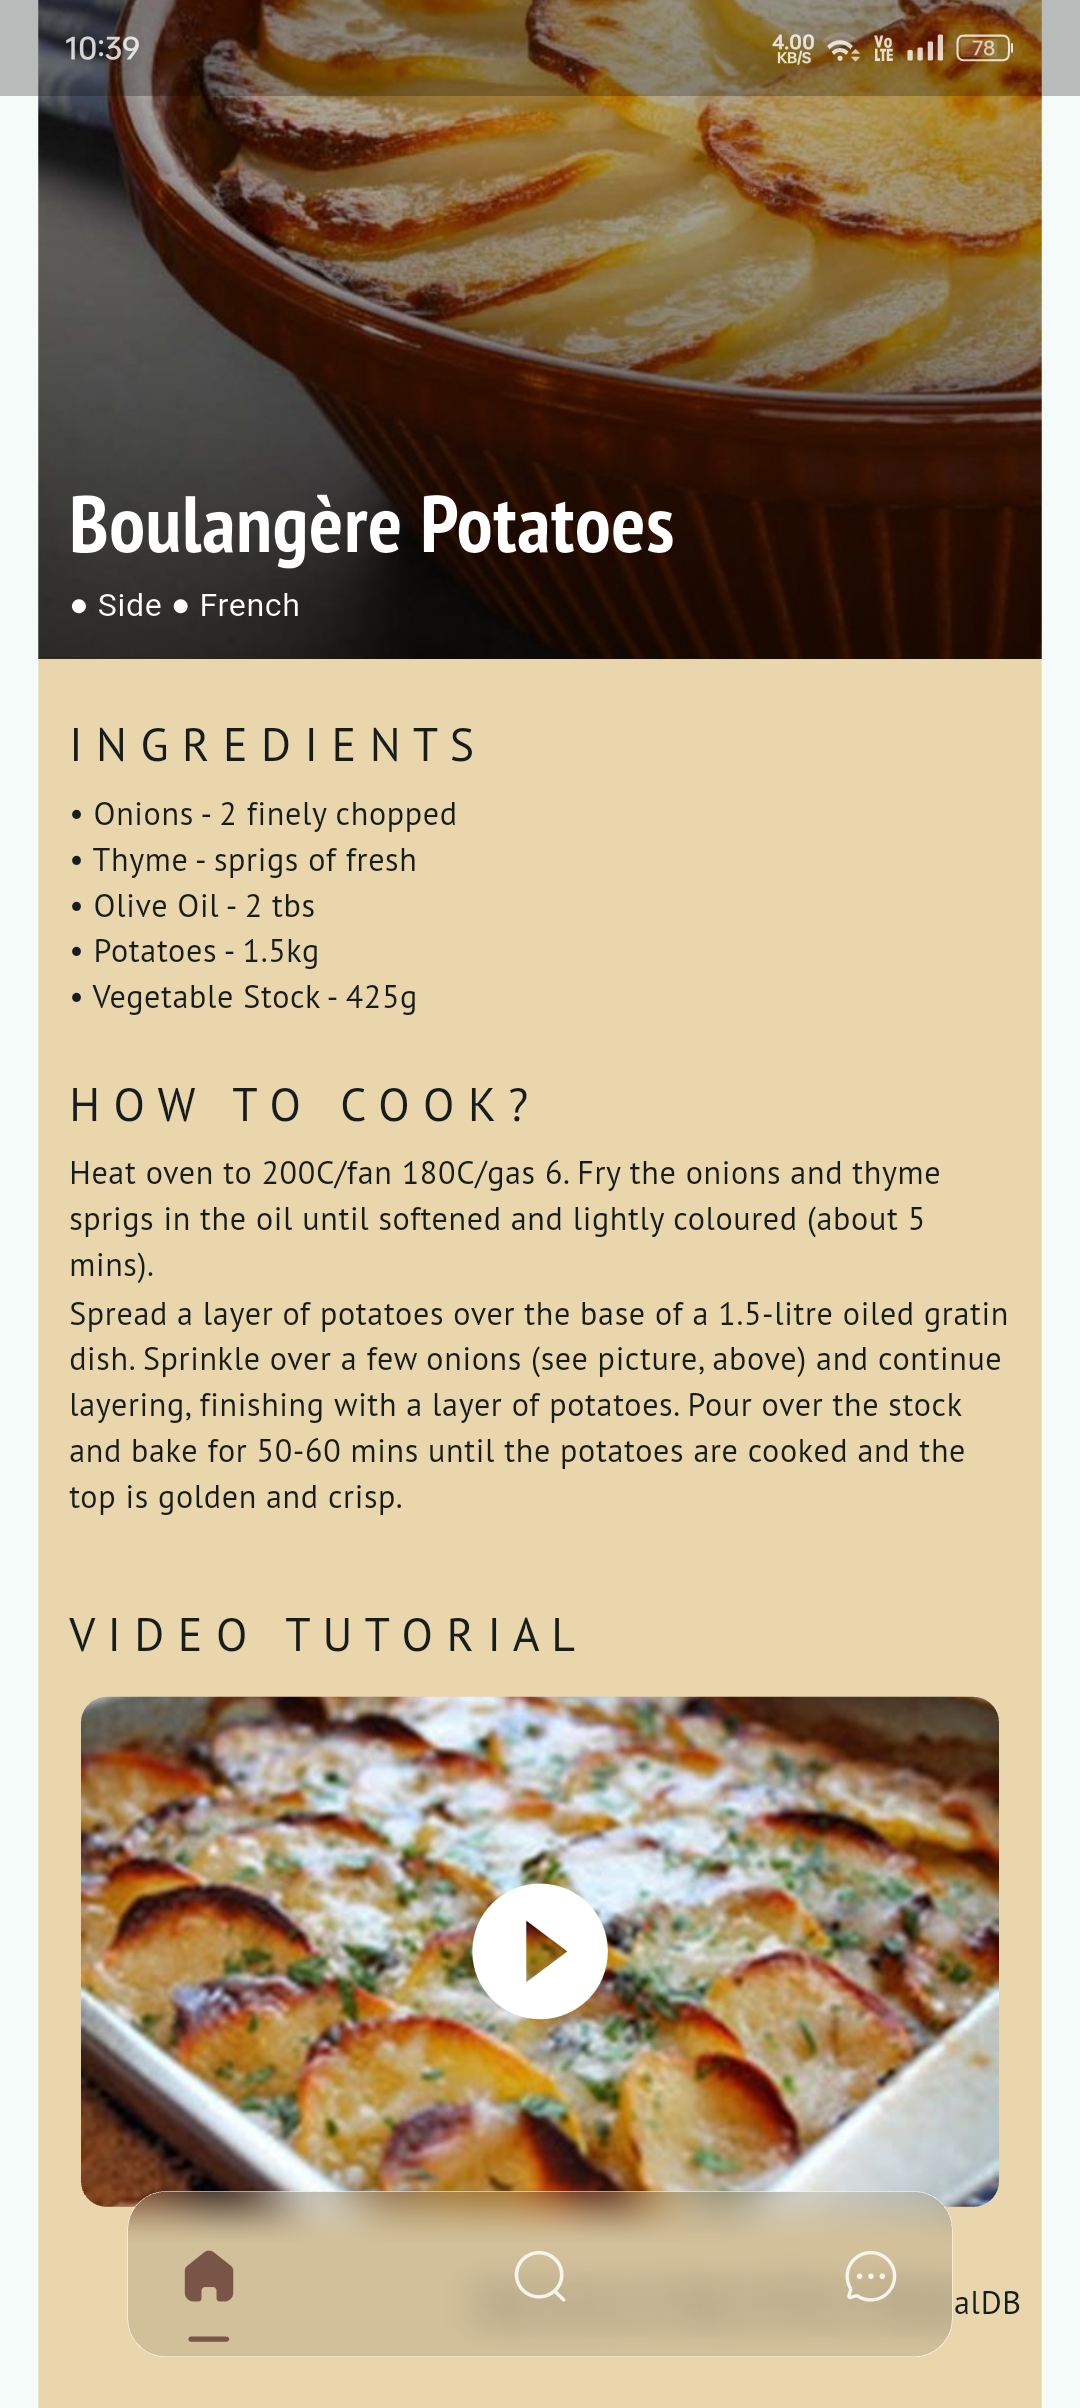 10:39
4.00
KB/S
Vo
LTE
78
Boulangère Potatoes
● Side ● French
INGREDIENTS
• Onions - 2 finely chopped
• Thyme - sprigs of fresh
• Olive Oil - 2 tbs
• Potatoes - 1.5kg
• Vegetable Stock - 425g
HOW TO COOK?
Heat oven to 200C/fan 180C/gas 6. Fry the onions and thyme
sprigs in the oil until softened and lightly coloured (about 5
mins).
Spread a layer of potatoes over the base of a 1.5-litre oiled gratin
dish. Sprinkle over a few onions (see picture, above) and continue
layering, finishing with a layer of potatoes. Pour over the stock
and bake for 50-60 mins until the potatoes are cooked and the
top is golden and crisp.
VIDEO TUTORIAL
alDB